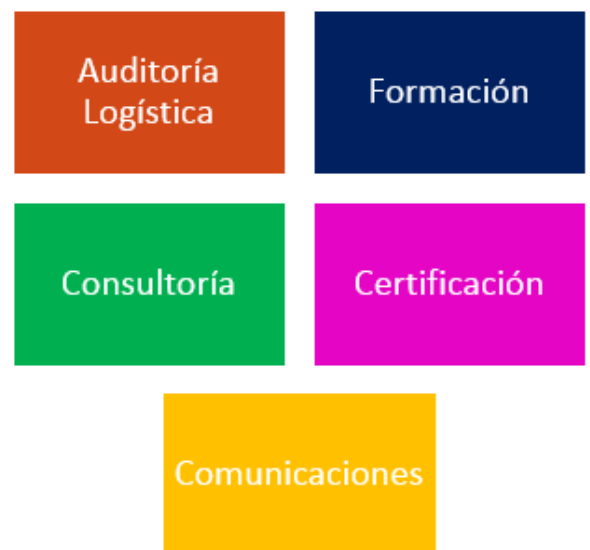 Auditoría
Logística
Formación
Consultoría
Certificación
Comunicaciones